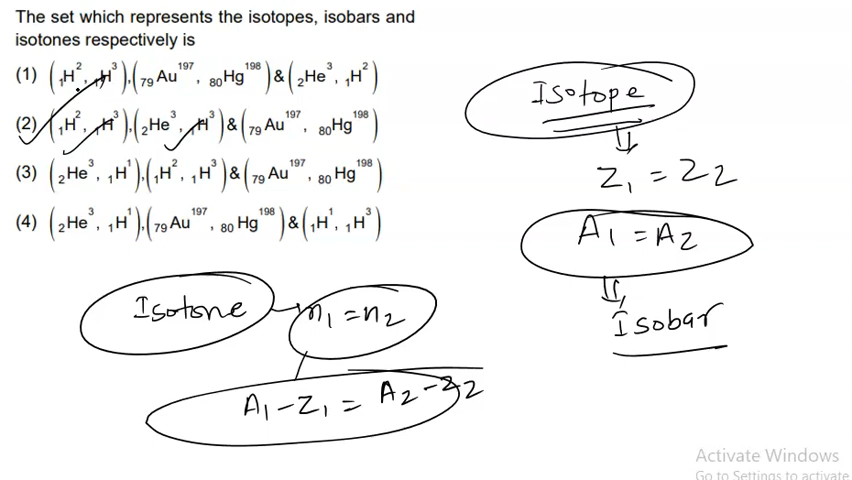 The set which represents the isotopes, isobars and
isotones respectively is
(1) (₁H², ₁H³),(₇₉Au¹⁹⁷, ₈₀Hg¹⁹⁸) & (₂He³, ₁H²)
(2) (₁H², ₁H³),(₂He³, ₁H³) & (₇₉Au¹⁹⁷, ₈₀Hg¹⁹⁸)
(3) (₂He³, ₁H¹),(₁H², ₁H³) & (₇₉Au¹⁹⁷, ₈₀Hg¹⁹⁸)
(4) (₂He³, ₁H¹),(₇₉Au¹⁹⁷, ₈₀Hg¹⁹⁸) & (₁H¹, ₁H³)
Isotope
⇓
Z₁ = Z₂
A₁ = A₂
⇓
Isobar
Isotone → n₁ = n₂
A₁ – Z₁ = A₂ – Z₂
Activate Windows
Go to Settings to activate